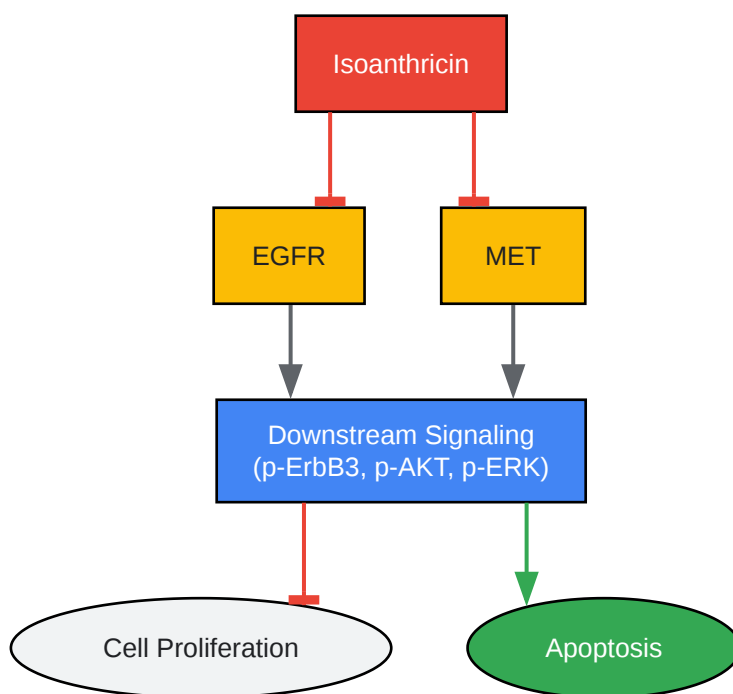 Isoanthricin
EGFR
MET
Downstream Signaling
(p-ErbB3, p-AKT, p-ERK)
Cell Proliferation
Apoptosis